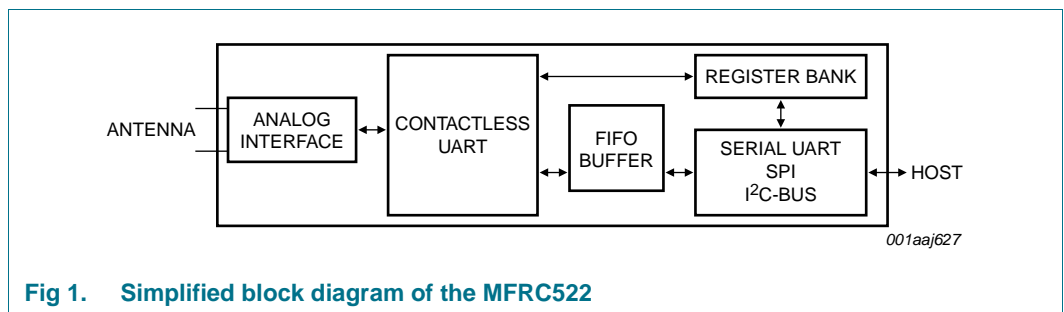 ANTENNA
ANALOG
INTERFACE
CONTACTLESS
UART
FIFO
BUFFER
REGISTER BANK
SERIAL UART
SPI
I²C-BUS
HOST
001aaj627
Fig 1. Simplified block diagram of the MFRC522